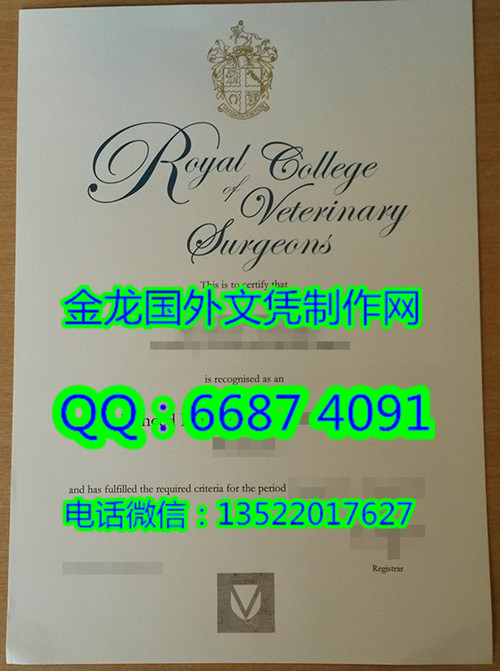 Royal College
of
Veterinary
Surgeons
This is to certify that
金龙国外文凭制作网
is recognised as an
QQ：6687 4091
and has fulfilled the required criteria for the period
电话微信：13522017627
Registrar